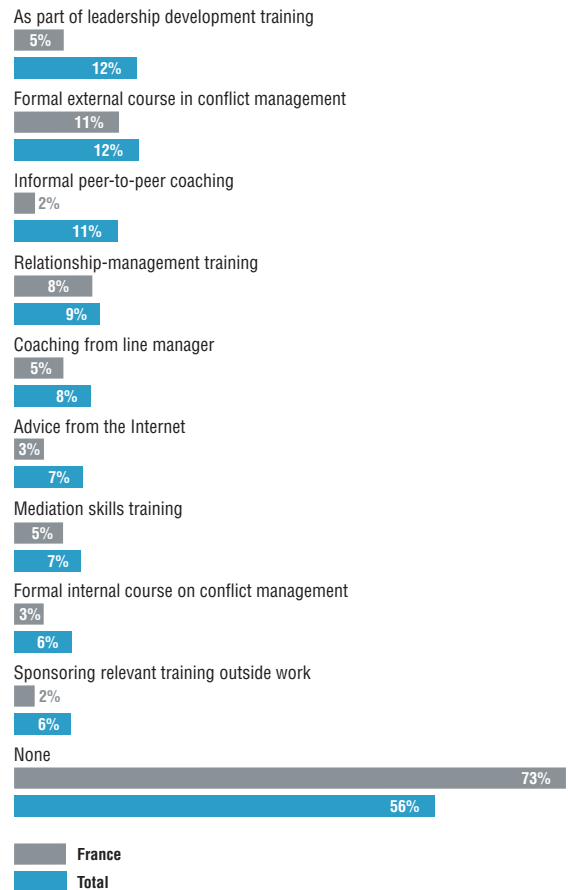 As part of leadership development training
5%
12%
Formal external course in conflict management
11%
12%
Informal peer-to-peer coaching
2%
11%
Relationship-management training
8%
9%
Coaching from line manager
5%
8%
Advice from the Internet
3%
7%
Mediation skills training
5%
7%
Formal internal course on conflict management
3%
6%
Sponsoring relevant training outside work
2%
6%
None
73%
56%
France
Total